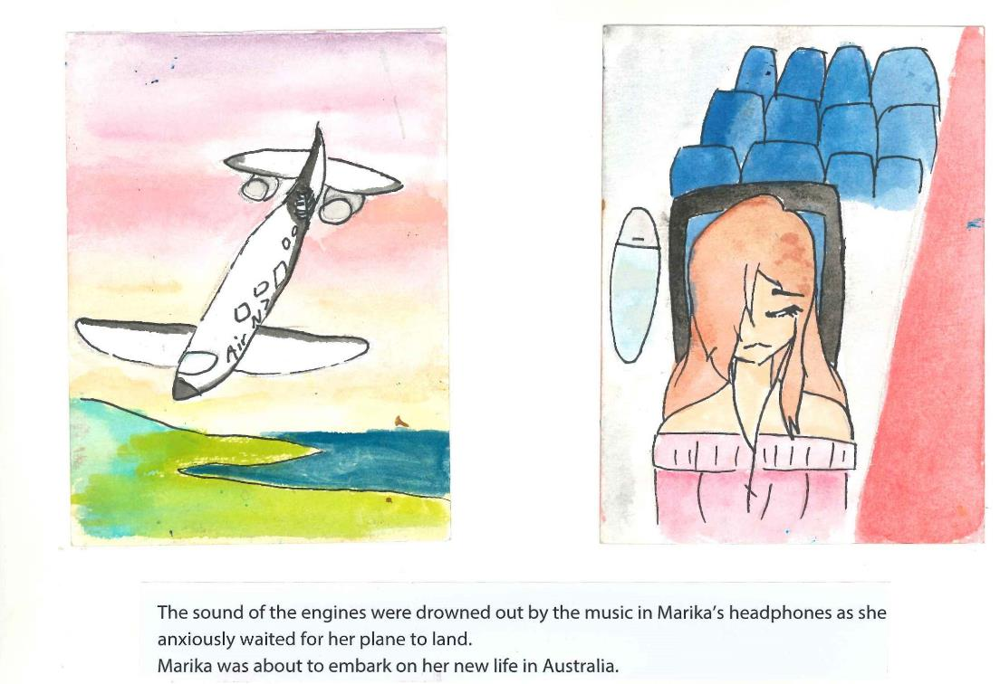 Air NZ
The sound of the engines were drowned out by the music in Marika's headphones as she
anxiously waited for her plane to land.
Marika was about to embark on her new life in Australia.